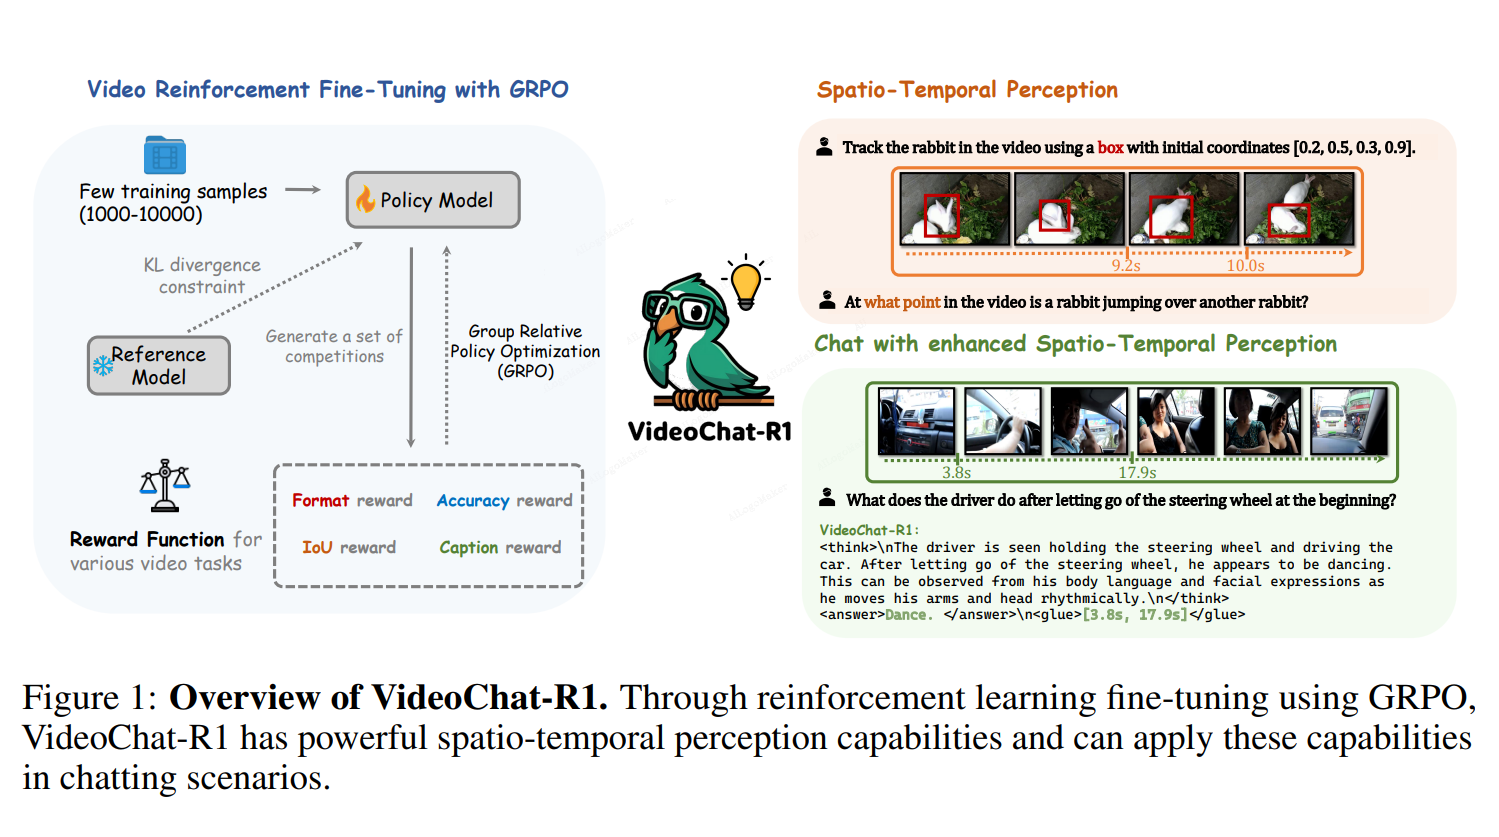 Video Reinforcement Fine-Tuning with GRPO
Few training samples
(1000-10000)
Policy Model
KL divergence
constraint
Generate a set of
competitions
Group Relative
Policy Optimization
(GRPO)
Reference
Model
Reward Function for
various video tasks
Format reward
Accuracy reward
IoU reward
Caption reward
VideoChat-R1
Spatio-Temporal Perception
Track the rabbit in the video using a box with initial coordinates [0.2, 0.5, 0.3, 0.9].
9.2s
10.0s
At what point in the video is a rabbit jumping over another rabbit?
Chat with enhanced Spatio-Temporal Perception
3.8s
17.9s
What does the driver do after letting go of the steering wheel at the beginning?
VideoChat-R1:
<think>\nThe driver is seen holding the steering wheel and driving the
car. After letting go of the steering wheel, he appears to be dancing.
This can be observed from his body language and facial expressions as
he moves his arms and head rhythmically.\n</think>
<answer>Dance. </answer>\n<glue>[3.8s, 17.9s]</glue>
Figure 1: Overview of VideoChat-R1. Through reinforcement learning fine-tuning using GRPO,
VideoChat-R1 has powerful spatio-temporal perception capabilities and can apply these capabilities
in chatting scenarios.